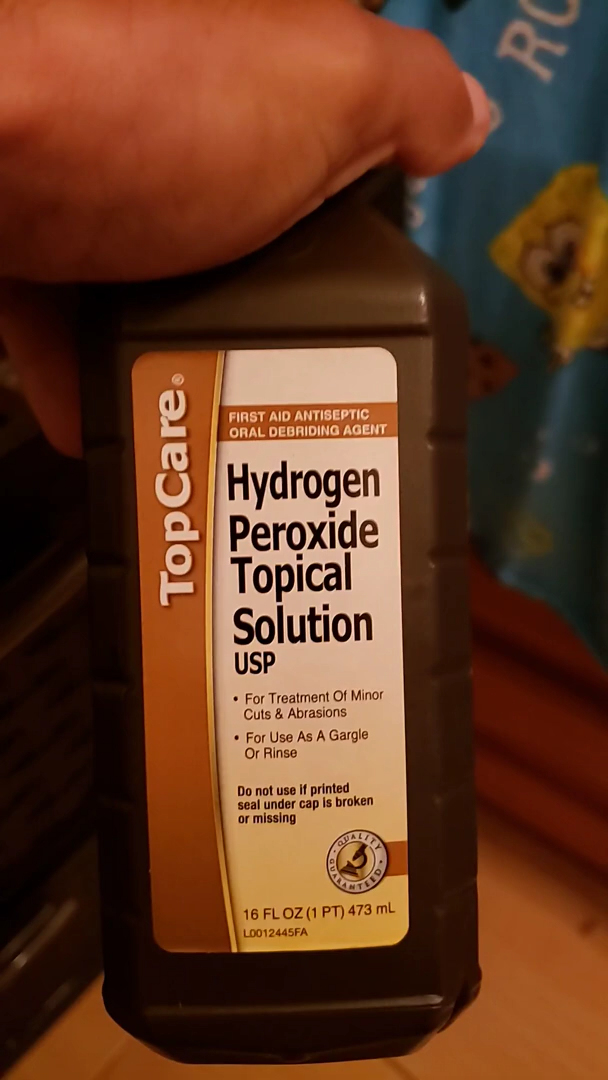 RO
TopCare®
FIRST AID ANTISEPTIC
ORAL DEBRIDING AGENT
Hydrogen
Peroxide
Topical
Solution
USP
• For Treatment Of Minor
Cuts & Abrasions
• For Use As A Gargle
Or Rinse
Do not use if printed
seal under cap is broken
or missing
QUALITY
GUARANTEED
16 FL OZ (1 PT) 473 mL
L0012445FA